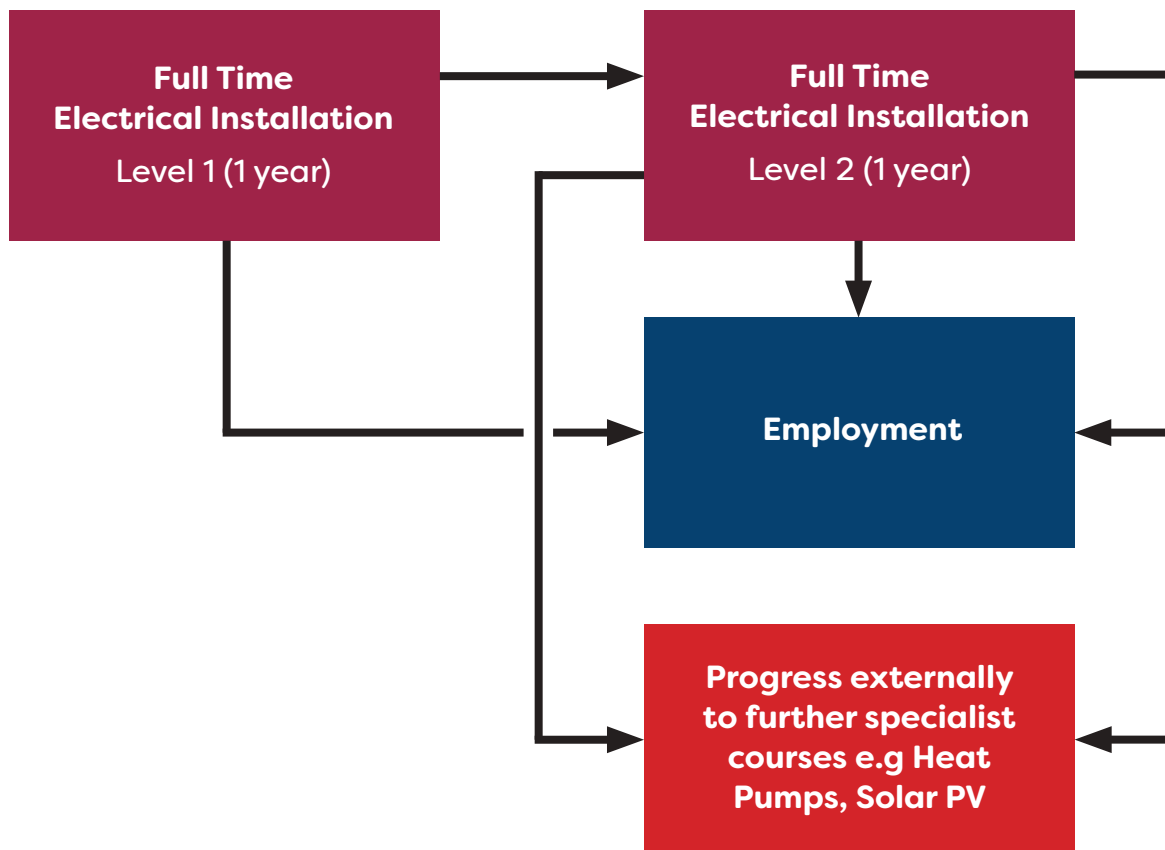 Full Time
Electrical Installation
Level 1 (1 year)
Full Time
Electrical Installation
Level 2 (1 year)
Employment
Progress externally
to further specialist
courses e.g Heat
Pumps, Solar PV